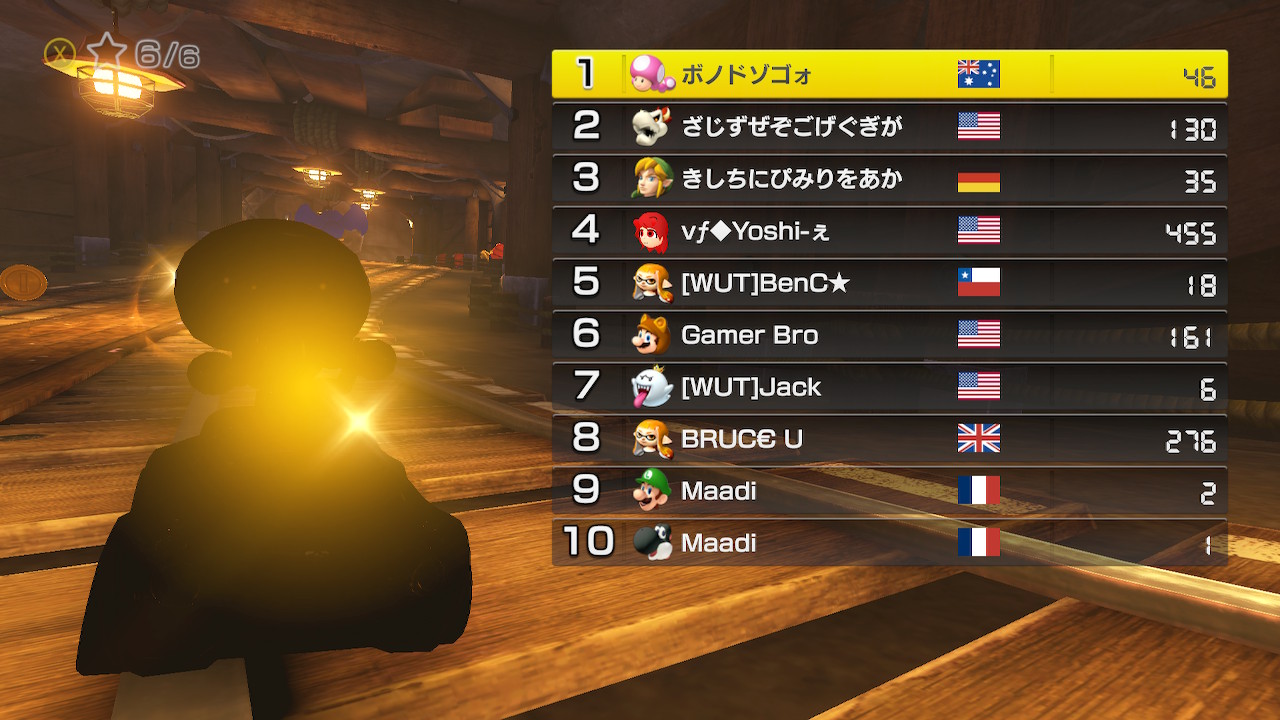 X 6/6
1 ボノドゾゴォ 46
2 ざじずぜぞごげぐぎが 130
3 きしちにぴみりをあか 35
4 vƒ◆Yoshi-ぇ 455
5 [WUT]BenC★ 18
6 Gamer Bro 161
7 [WUT]Jack 6
8 BRUC€ U 276
9 Maadi 2
10 Maadi 1